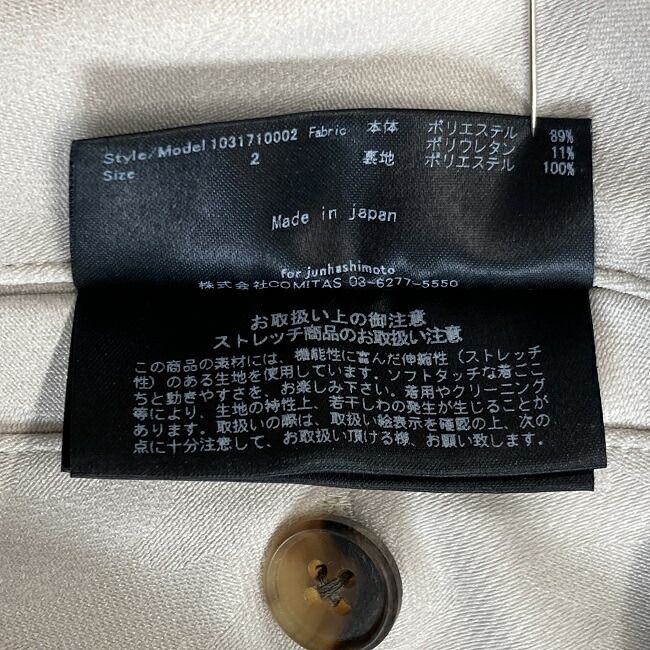 Style/Model 1031710002 Fabric 本体 ポリエステル 89%
ポリウレタン 11%
Size 2 裏地 ポリエステル 100%
Made in japan
for junhashimoto
株式会社COMITAS 03-6277-5550
お取扱い上の御注意
ストレッチ商品のお取扱い注意
この商品の素材には、機能性に富んだ伸縮性（ストレッチ
性）のある生地を使用しています。ソフトタッチな着ごこ
ちと動きやすさを、お楽しみ下さい。着用やクリーニング
等により、生地の特性上、若干しわの発生が生じることが
あります。取扱いの際は、取扱い絵表示を確認の上、次の
点に十分注意して、お取扱い頂ける様、お願い致します。